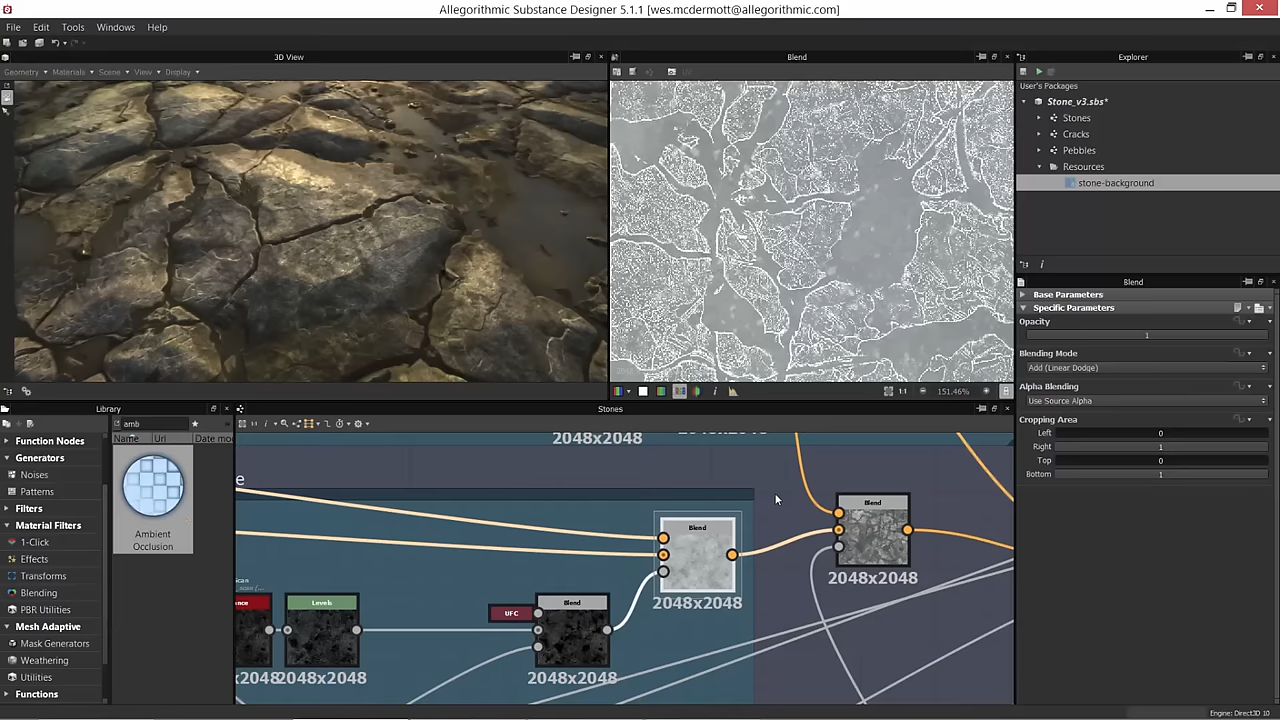 Allegorithmic Substance Designer 5.1.1 [wes.mcdermott@allegorithmic.com]
File Edit Tools Windows Help
3D View
Geometry Materials Scene View Display
Blend
151.46%
1:1
Explorer
User's Packages
Stone_v3.sbs*
Stones
Cracks
Pebbles
Resources
stone-background
Blend
Base Parameters
Specific Parameters
Opacity
1
Blending Mode
Add (Linear Dodge)
Alpha Blending
Use Source Alpha
Cropping Area
Left 0
Right 1
Top 0
Bottom 1
Library
amb
Name Url Date mo
Function Nodes
Generators
Noises
Patterns
Filters
Material Filters
1-Click
Effects
Transforms
Blending
PBR Utilities
Mesh Adaptive
Mask Generators
Weathering
Utilities
Functions
Ambient
Occlusion
Stones
2048x2048
2048x2048
e
Blend
2048x2048
Blend
2048x2048
Levels
2048x2048
UFC
Blend
2048x2048
Engine: Direct3D 10